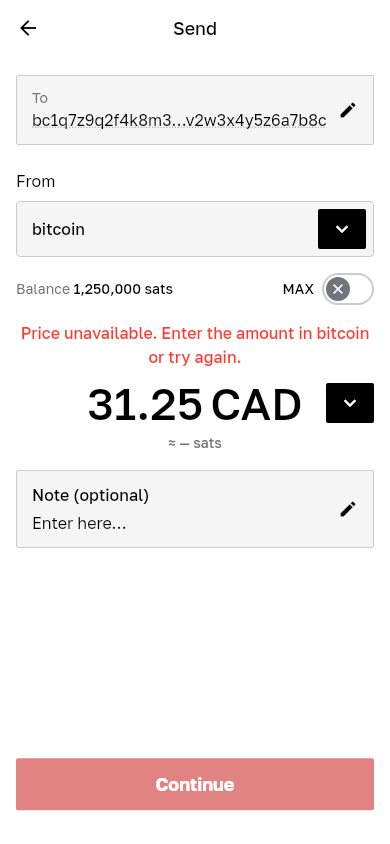 Send
To
bc1q7z9q2f4k8m3...v2w3x4y5z6a7b8c
From
bitcoin
Balance 1,250,000 sats MAX
Price unavailable. Enter the amount in bitcoin
or try again.
31.25 CAD
≈ — sats
Note (optional)
Enter here...
Continue